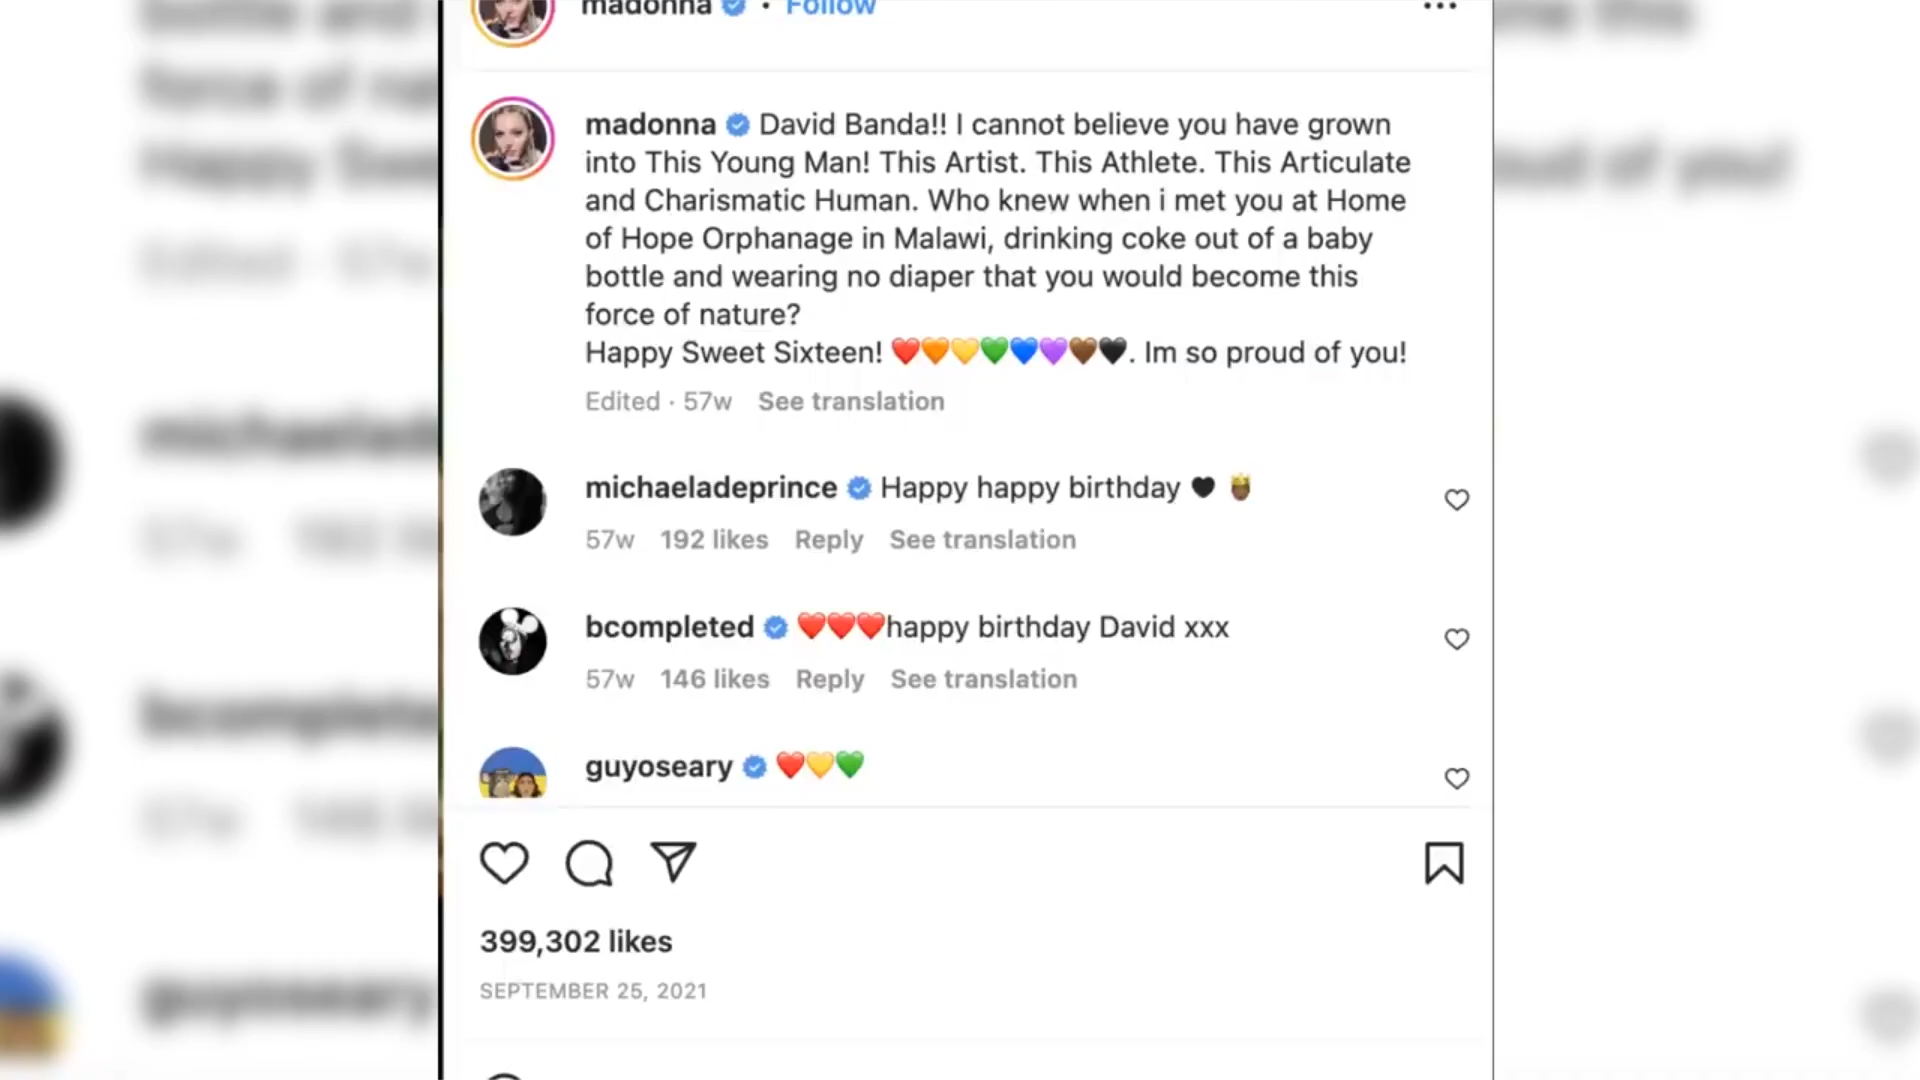 madonna • Follow
madonna David Banda!! I cannot believe you have grown
into This Young Man! This Artist. This Athlete. This Articulate
and Charismatic Human. Who knew when i met you at Home
of Hope Orphanage in Malawi, drinking coke out of a baby
bottle and wearing no diaper that you would become this
force of nature?
Happy Sweet Sixteen! ❤️🧡💛💚💙💜🤎🖤. Im so proud of you!
Edited · 57w See translation
michaeladeprince Happy happy birthday 🖤 🤴🏾
57w 192 likes Reply See translation
bcompleted ❤️❤️❤️happy birthday David xxx
57w 146 likes Reply See translation
guyoseary ❤️💛💚
399,302 likes
SEPTEMBER 25, 2021